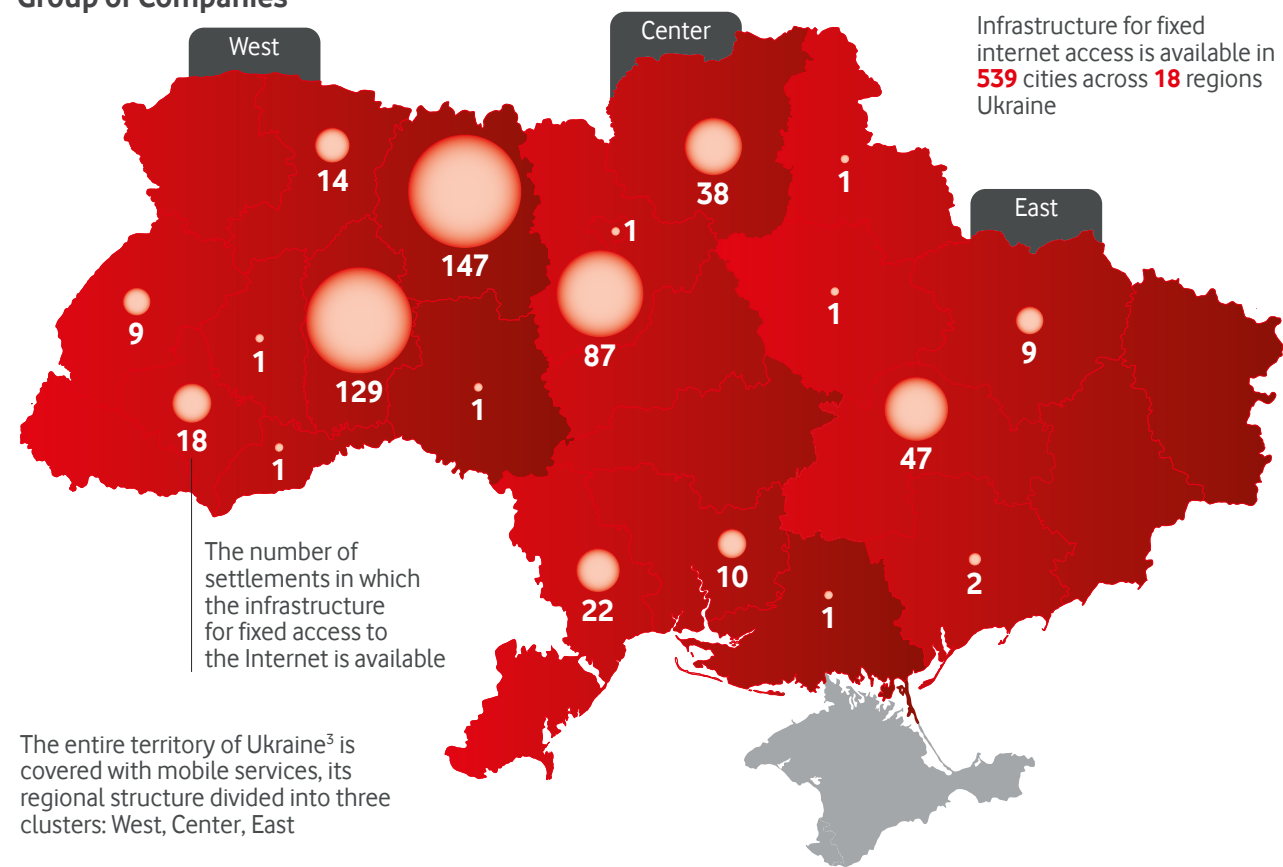 Group of Companies
West
Center
Infrastructure for fixed
internet access is available in
539 cities across 18 regions
Ukraine
14
147
38
1
1
East
9
1
129
1
87
1
9
18
1
47
The number of
settlements in which
the infrastructure
for fixed access to
the Internet is available
22
10
1
2
The entire territory of Ukraine³ is
covered with mobile services, its
regional structure divided into three
clusters: West, Center, East